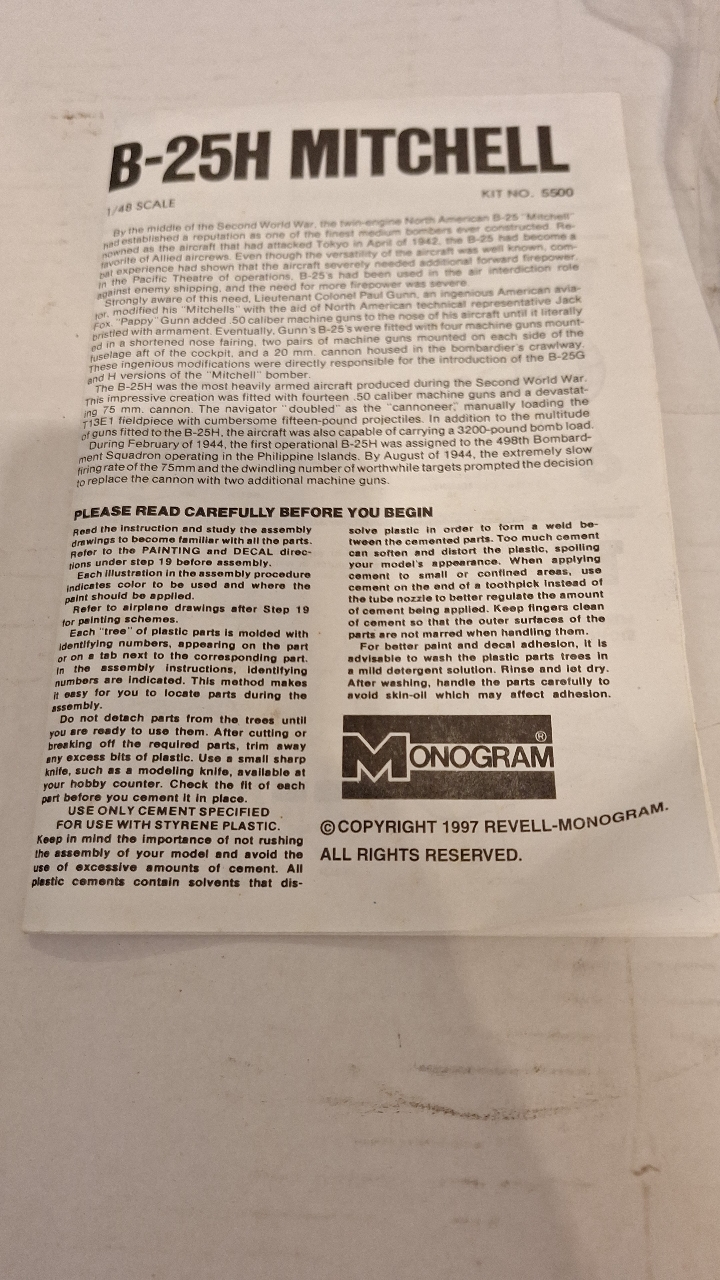 B-25H MITCHELL
1/48 SCALE
KIT NO. 5500
By the middle of the Second World War, the twin-engine North American B-25 "Mitchell"
had established a reputation as one of the finest medium bombers ever constructed. Re-
nowned as the aircraft that had attacked Tokyo in April of 1942, the B-25 had become a
favorite of Allied aircrews. Even though the versatility of the aircraft was well known, com-
bat experience had shown that the aircraft severely needed additional forward firepower.
In the Pacific Theatre of operations, B-25's had been used in the air interdiction role
against enemy shipping, and the need for more firepower was severe.
Strongly aware of this need, Lieutenant Colonel Paul Gunn, an ingenious American avia-
tor, modified his "Mitchells" with the aid of North American technical representative Jack
Fox. "Pappy" Gunn added .50 caliber machine guns to the nose of his aircraft until it literally
bristled with armament. Eventually, Gunn's B-25's were fitted with four machine guns mount-
ed in a shortened nose fairing, two pairs of machine guns mounted on each side of the
fuselage aft of the cockpit, and a 20 mm. cannon housed in the bombardier's crawlway.
These ingenious modifications were directly responsible for the introduction of the B-25G
and H versions of the "Mitchell" bomber.
The B-25H was the most heavily armed aircraft produced during the Second World War.
This impressive creation was fitted with fourteen .50 caliber machine guns and a devastat-
ing 75 mm. cannon. The navigator "doubled" as the "cannoneer," manually loading the
T13E1 fieldpiece with cumbersome fifteen-pound projectiles. In addition to the multitude
of guns fitted to the B-25H, the aircraft was also capable of carrying a 3200-pound bomb load.
During February of 1944, the first operational B-25H was assigned to the 498th Bombard-
ment Squadron operating in the Philippine Islands. By August of 1944, the extremely slow
firing rate of the 75mm and the dwindling number of worthwhile targets prompted the decision
to replace the cannon with two additional machine guns.
PLEASE READ CAREFULLY BEFORE YOU BEGIN
Read the instruction and study the assembly
drawings to become familiar with all the parts.
Refer to the PAINTING and DECAL direc-
tions under step 19 before assembly.
Each illustration in the assembly procedure
indicates color to be used and where the
paint should be applied.
Refer to airplane drawings after Step 19
for painting schemes.
Each "tree" of plastic parts is molded with
identifying numbers, appearing on the part
or on a tab next to the corresponding part.
In the assembly instructions, identifying
numbers are indicated. This method makes
it easy for you to locate parts during the
assembly.
Do not detach parts from the trees until
you are ready to use them. After cutting or
breaking off the required parts, trim away
any excess bits of plastic. Use a small sharp
knife, such as a modeling knife, available at
your hobby counter. Check the fit of each
part before you cement it in place.
USE ONLY CEMENT SPECIFIED
FOR USE WITH STYRENE PLASTIC.
Keep in mind the importance of not rushing
the assembly of your model and avoid the
use of excessive amounts of cement. All
plastic cements contain solvents that dis-
solve plastic in order to form a weld be-
tween the cemented parts. Too much cement
can soften and distort the plastic, spoiling
your model's appearance. When applying
cement to small or confined areas, use
cement on the end of a toothpick instead of
the tube nozzle to better regulate the amount
of cement being applied. Keep fingers clean
of cement so that the outer surfaces of the
parts are not marred when handling them.
For better paint and decal adhesion, it is
advisable to wash the plastic parts trees in
a mild detergent solution. Rinse and let dry.
After washing, handle the parts carefully to
avoid skin-oil which may affect adhesion.
MONOGRAM®
©COPYRIGHT 1997 REVELL-MONOGRAM.
ALL RIGHTS RESERVED.